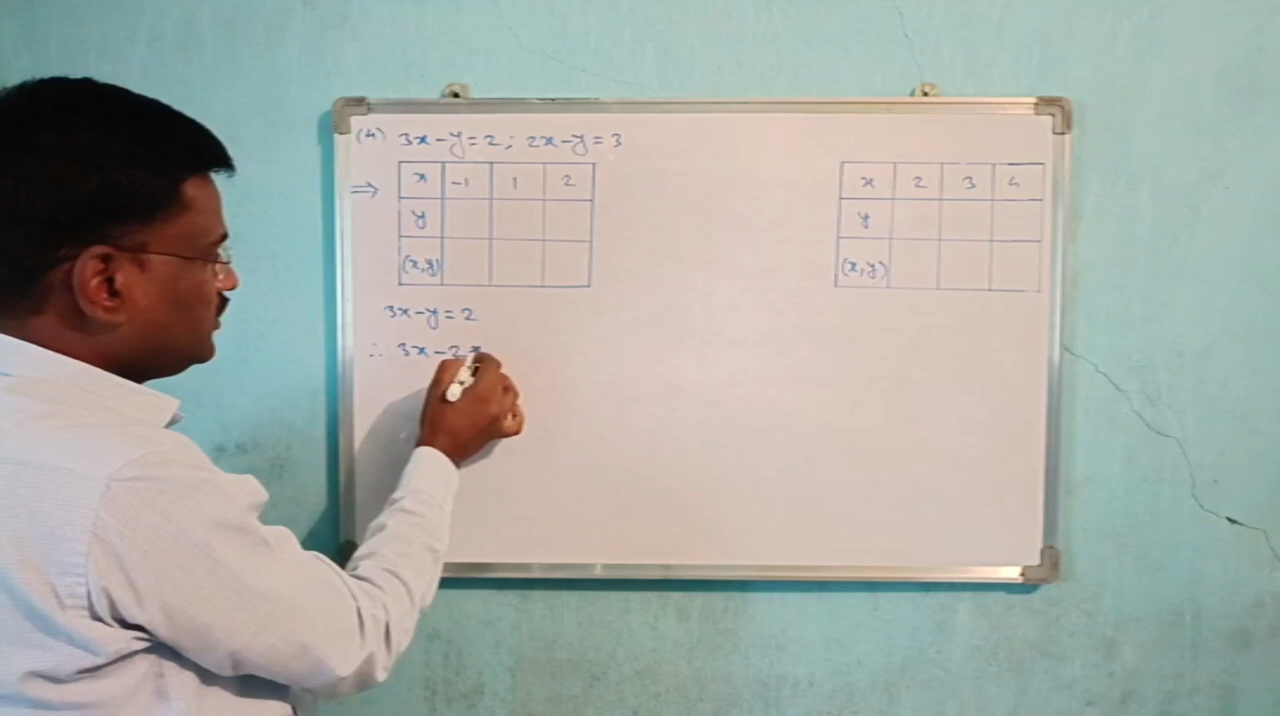 (4) 3x-y=2; 2x-y=3
⇒ x -1 1 2
y
(x,y)
x 2 3 4
y
(x,y)
3x-y=2
∴ 3x-2